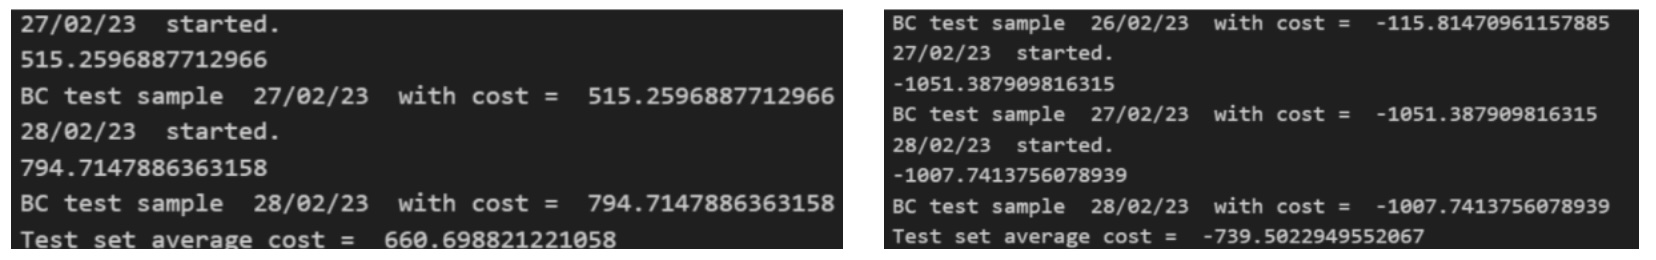 27/02/23  started.
515.2596887712966
BC test sample  27/02/23  with cost =  515.2596887712966
28/02/23  started.
794.7147886363158
BC test sample  28/02/23  with cost =  794.7147886363158
Test set average cost =  660.698821221058
BC test sample  26/02/23  with cost =  -115.81470961157885
27/02/23  started.
-1051.387909816315
BC test sample  27/02/23  with cost =  -1051.387909816315
28/02/23  started.
-1007.7413756078939
BC test sample  28/02/23  with cost =  -1007.7413756078939
Test set average cost =  -739.5022949552067